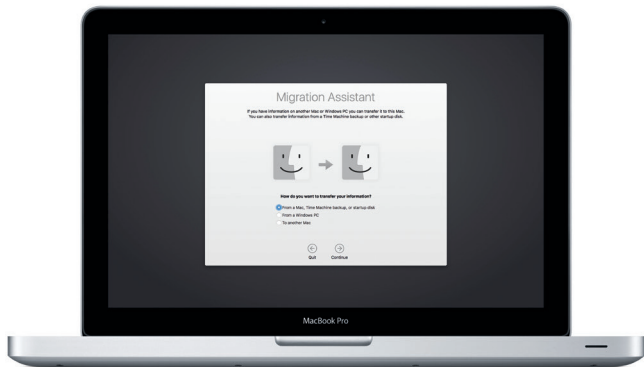 Migration Assistant
If you have information on another Mac or Windows PC you can transfer it to this Mac.
You can also transfer information from a Time Machine backup or other startup disk.
How do you want to transfer your information?
From a Mac, Time Machine backup, or startup disk
From a Windows PC
To another Mac
Quit Continue
MacBook Pro